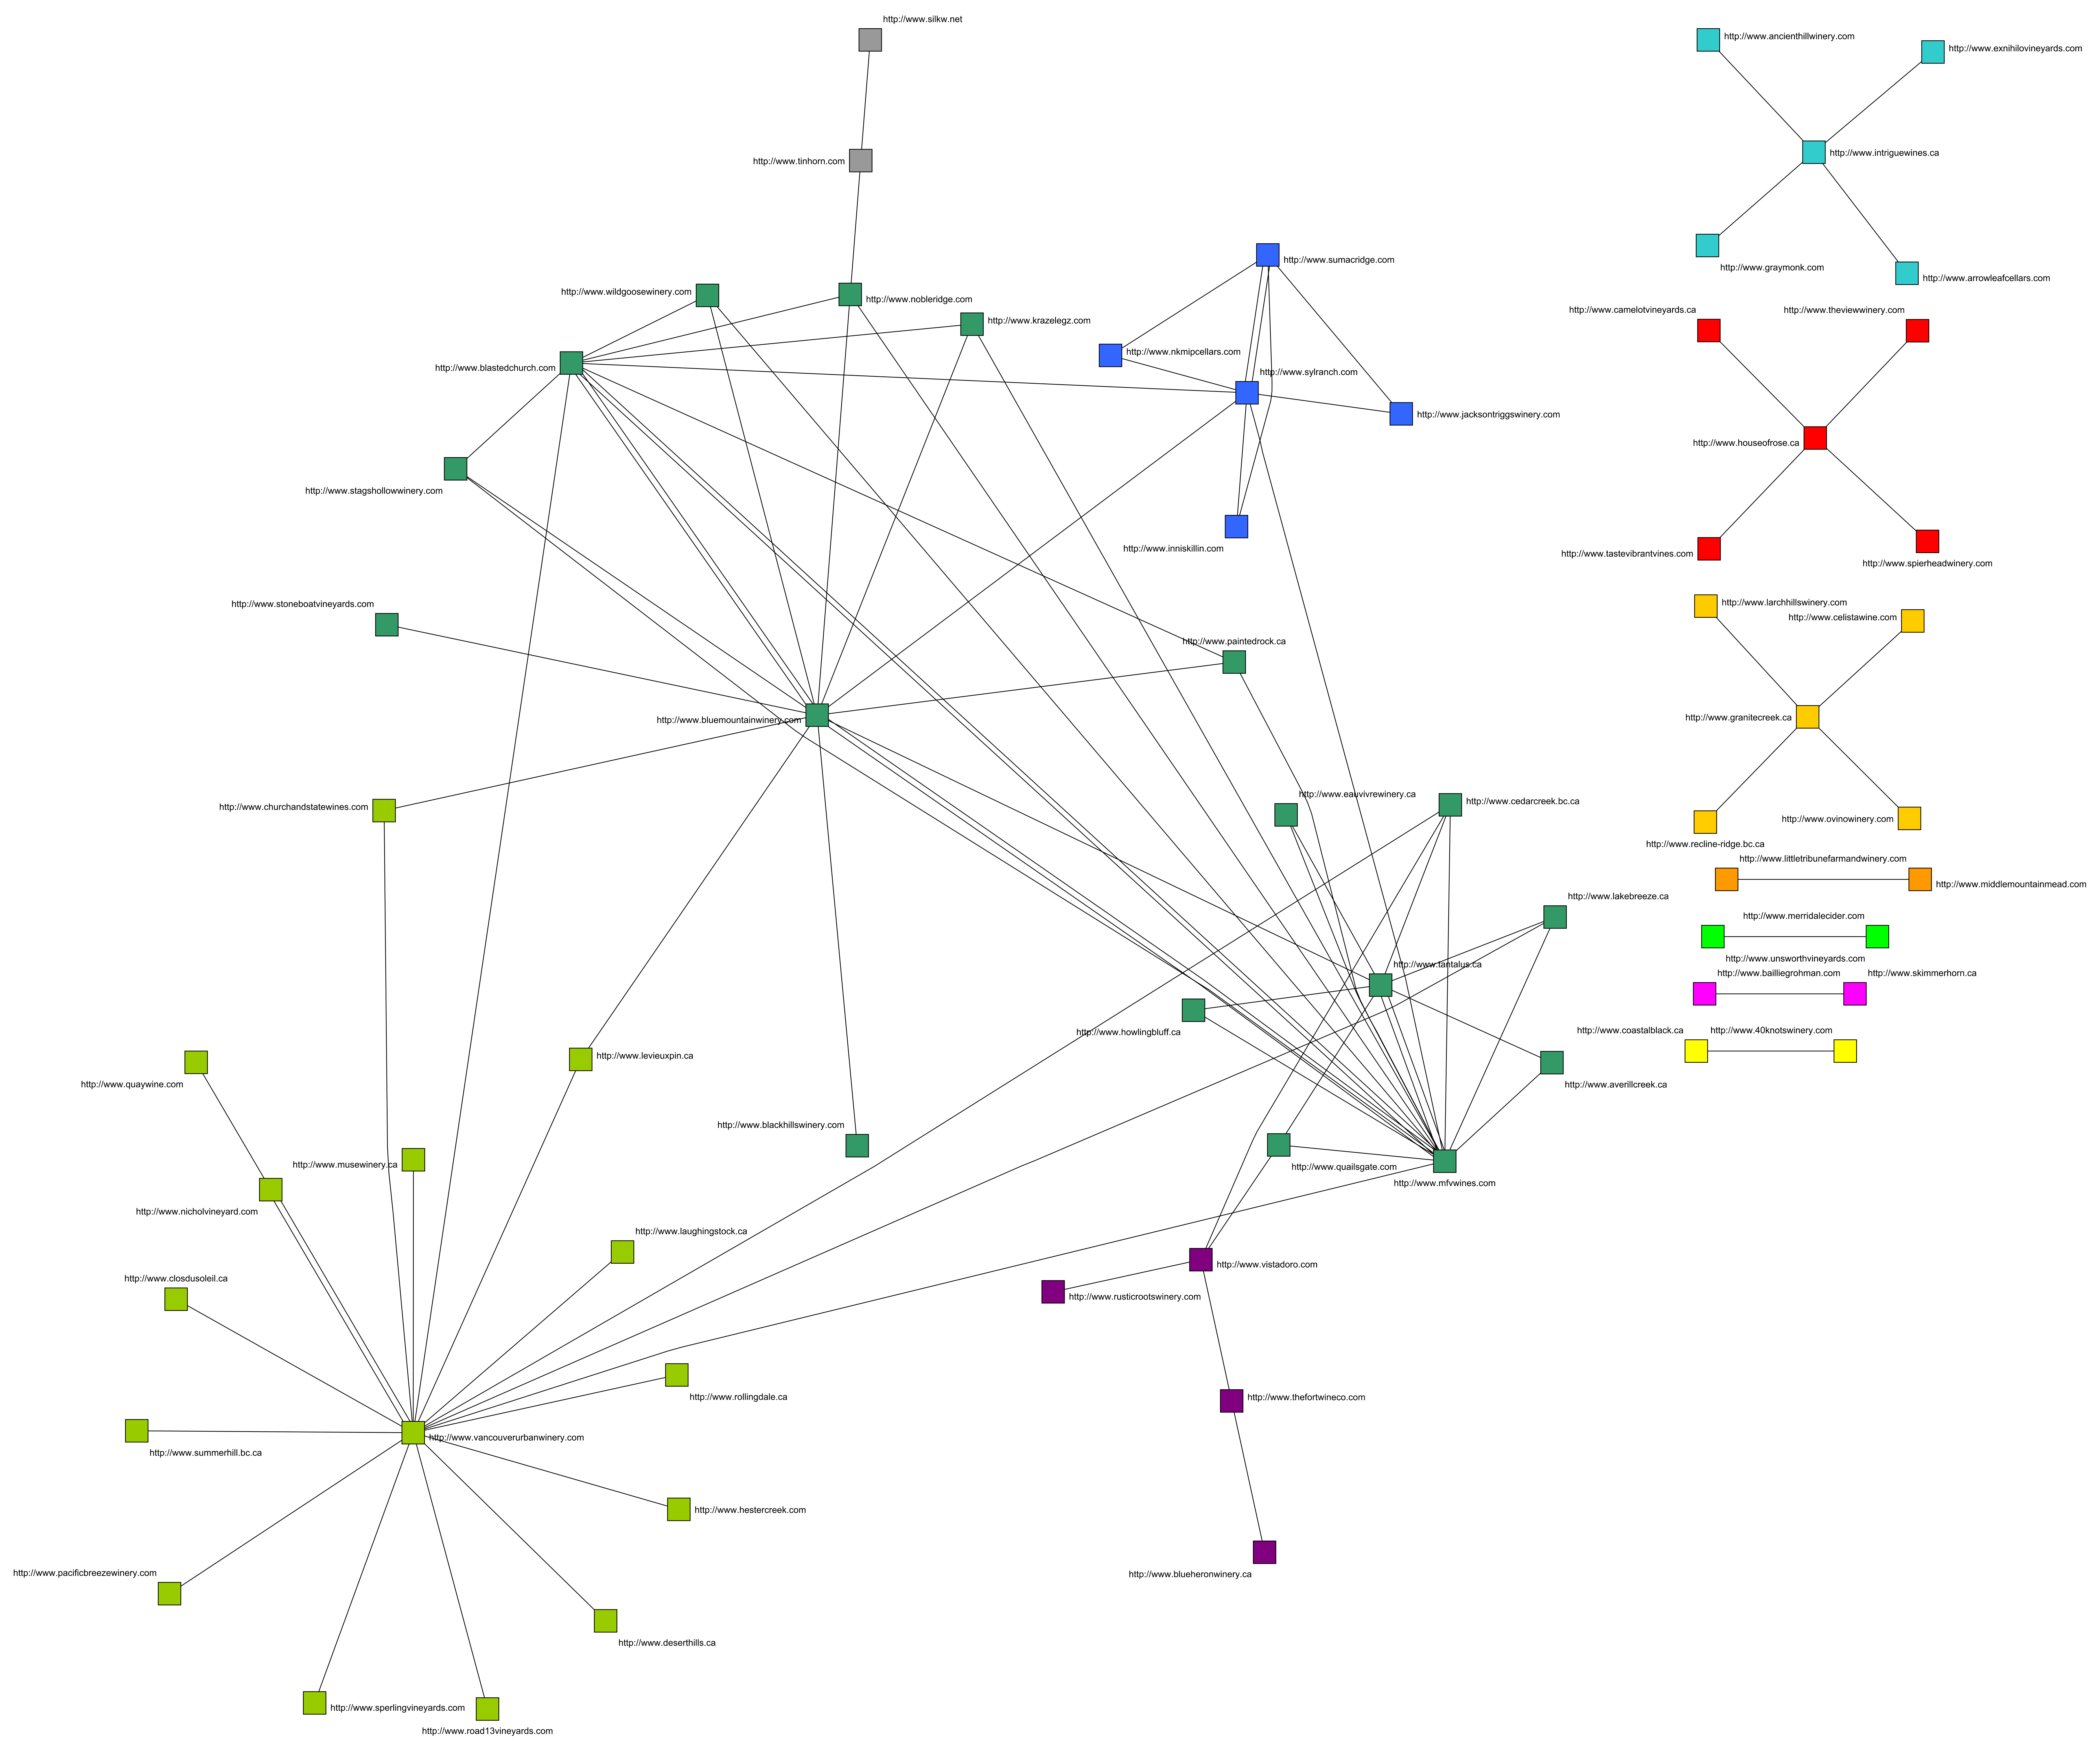 http://www.silkw.net
http://www.ancienthillwinery.com
http://www.exnihilovineyards.com
http://www.tinhorn.com
http://www.intriguewines.ca
http://www.sumacridge.com
http://www.graymonk.com
http://www.arrowleafcellars.com
http://www.wildgoosewinery.com
http://www.nobleridge.com
http://www.krazelegz.com
http://www.camelotvineyards.ca
http://www.theviewwinery.com
http://www.nkmipcellars.com
http://www.blastedchurch.com
http://www.sylranch.com
http://www.jacksontriggswinery.com
http://www.houseofrose.ca
http://www.stagshollowwinery.com
http://www.inniskillin.com
http://www.tastevibrantvines.com
http://www.spierheadwinery.com
http://www.stoneboatvineyards.com
http://www.larchhillswinery.com
http://www.celistawine.com
http://www.paintedrock.ca
http://www.bluemountainwinery.com
http://www.granitecreek.ca
http://www.churchandstatewines.com
http://www.eauvivrewinery.ca
http://www.cedarcreek.bc.ca
http://www.ovinowinery.com
http://www.recline-ridge.bc.ca
http://www.littletribunefarmandwinery.com
http://www.middlemountainmead.com
http://www.lakebreeze.ca
http://www.merridalecider.com
http://www.unsworthvineyards.com
http://www.tantalus.ca
http://www.bailliegrohman.com
http://www.skimmerhorn.ca
http://www.howlingbluff.ca
http://www.coastalblack.ca
http://www.40knotswinery.com
http://www.levieuxpin.ca
http://www.quaywine.com
http://www.averillcreek.ca
http://www.blackhillswinery.com
http://www.musewinery.ca
http://www.quailsgate.com
http://www.mfvwines.com
http://www.nicholvineyard.com
http://www.laughingstock.ca
http://www.vistadoro.com
http://www.closdusoleil.ca
http://www.rusticrootswinery.com
http://www.rollingdale.ca
http://www.thefortwineco.com
http://www.vancouverurbanwinery.com
http://www.summerhill.bc.ca
http://www.hestercreek.com
http://www.pacificbreezewinery.com
http://www.blueheronwinery.ca
http://www.deserthills.ca
http://www.sperlingvineyards.com
http://www.road13vineyards.com